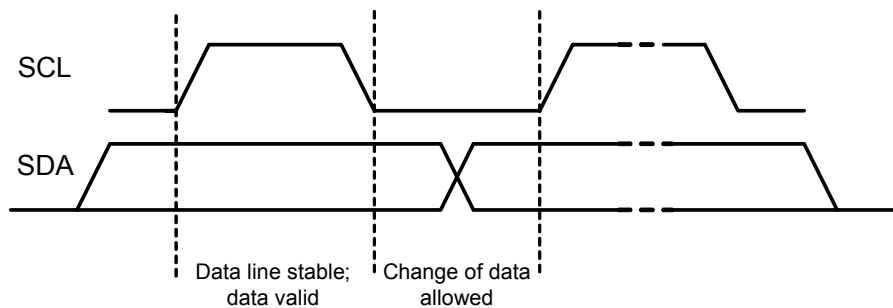 SCL
SDA
Data line stable;
data valid
Change of data
allowed